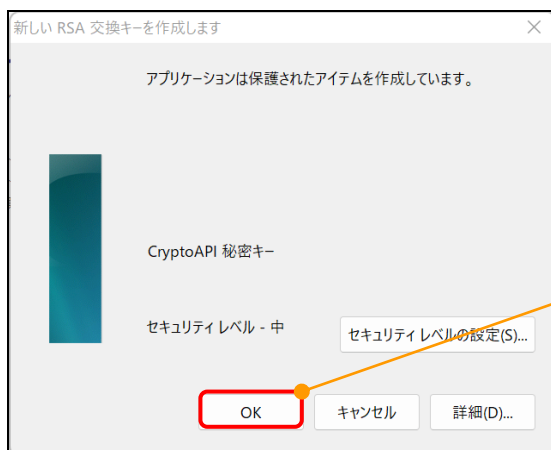 新しい RSA 交換キーを作成します
アプリケーションは保護されたアイテムを作成しています。
CryptoAPI 秘密キー
セキュリティ レベル - 中
セキュリティ レベルの設定(S)...
OK
キャンセル
詳細(D)...